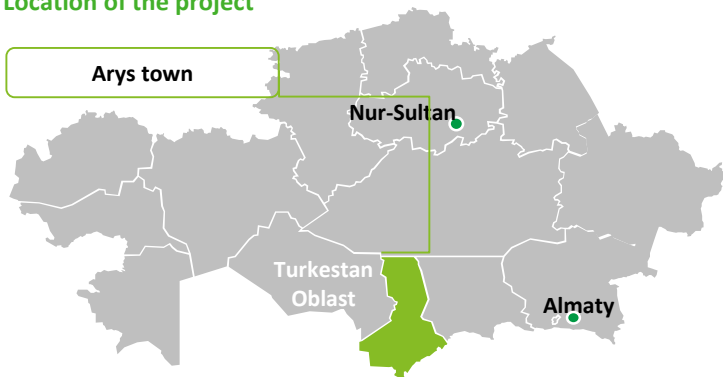 Location of the project
Arys town
Nur-Sultan
Turkestan
Oblast
Almaty